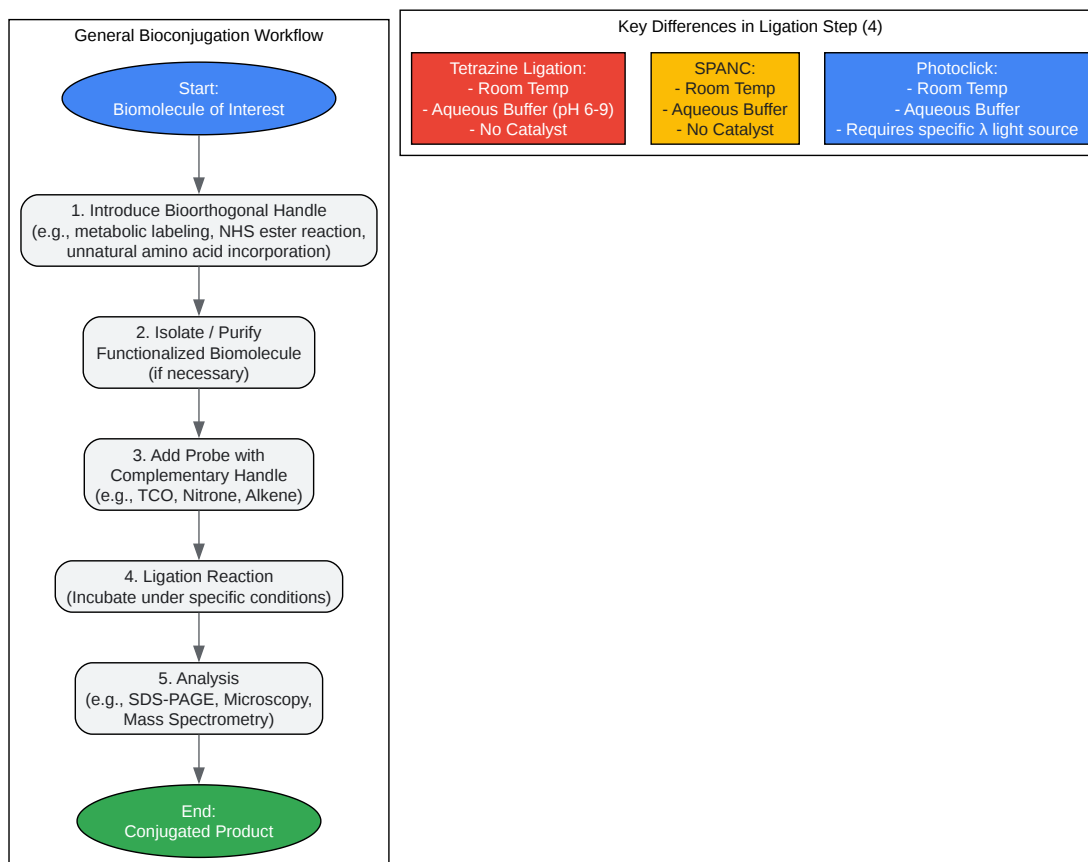 General Bioconjugation Workflow
Start:
Biomolecule of Interest
1. Introduce Bioorthogonal Handle
(e.g., metabolic labeling, NHS ester reaction,
unnatural amino acid incorporation)
2. Isolate / Purify
Functionalized Biomolecule
(if necessary)
3. Add Probe with
Complementary Handle
(e.g., TCO, Nitrone, Alkene)
4. Ligation Reaction
(Incubate under specific conditions)
5. Analysis
(e.g., SDS-PAGE, Microscopy,
Mass Spectrometry)
End:
Conjugated Product
Key Differences in Ligation Step (4)
Tetrazine Ligation:
- Room Temp
- Aqueous Buffer (pH 6-9)
- No Catalyst
SPANC:
- Room Temp
- Aqueous Buffer
- No Catalyst
Photoclick:
- Room Temp
- Aqueous Buffer
- Requires specific λ light source